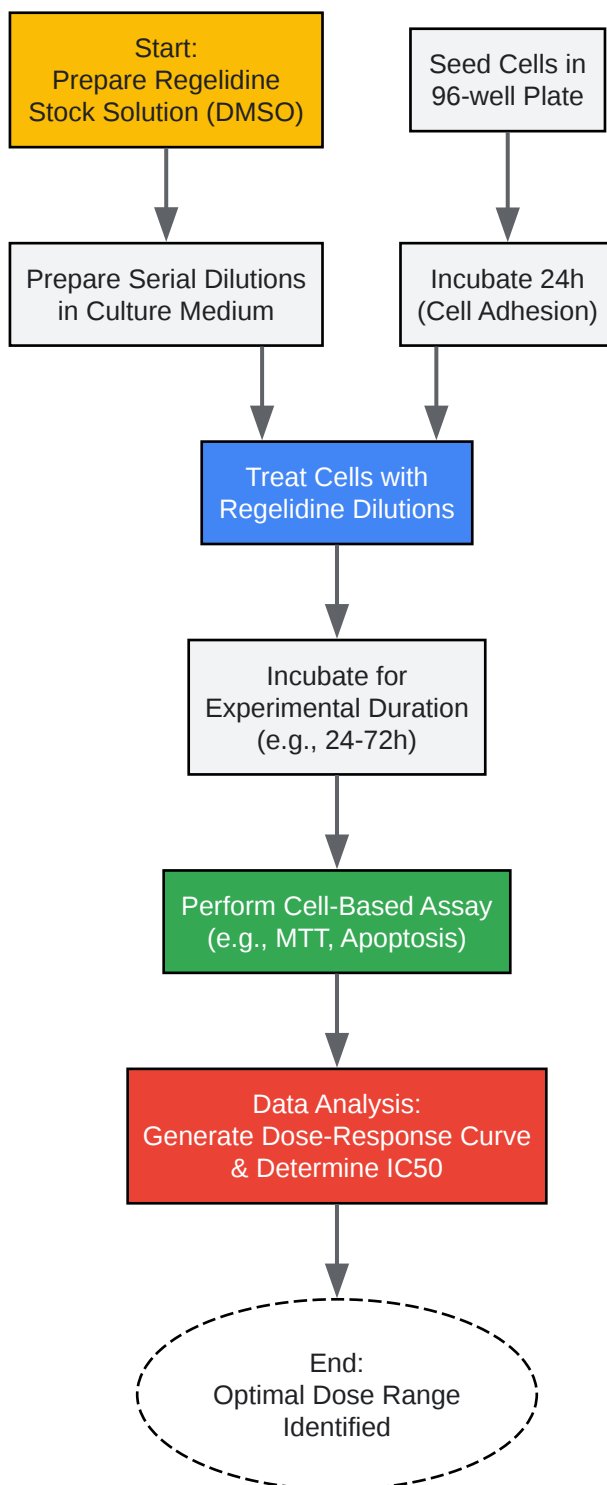 Start:
Prepare Regelidine
Stock Solution (DMSO)
Seed Cells in
96-well Plate
Prepare Serial Dilutions
in Culture Medium
Incubate 24h
(Cell Adhesion)
Treat Cells with
Regelidine Dilutions
Incubate for
Experimental Duration
(e.g., 24-72h)
Perform Cell-Based Assay
(e.g., MTT, Apoptosis)
Data Analysis:
Generate Dose-Response Curve
& Determine IC50
End:
Optimal Dose Range
Identified